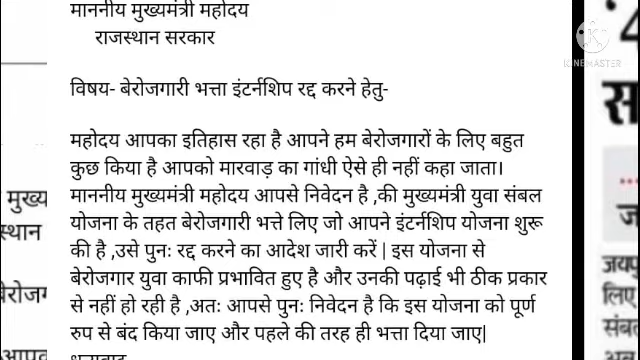 माननीय मुख्यमंत्री महोदय
राजस्थान सरकार
विषय- बेरोजगारी भत्ता इंटर्नशिप रद्द करने हेतु-
महोदय आपका इतिहास रहा है आपने हम बेरोजगारों के लिए बहुत
कुछ किया है आपको मारवाड़ का गांधी ऐसे ही नहीं कहा जाता।
माननीय मुख्यमंत्री महोदय आपसे निवेदन है ,की मुख्यमंत्री युवा संबल
योजना के तहत बेरोजगारी भत्ते लिए जो आपने इंटर्नशिप योजना शुरू
की है ,उसे पुनः रद्द करने का आदेश जारी करें | इस योजना से
बेरोजगार युवा काफी प्रभावित हुए है और उनकी पढ़ाई भी ठीक प्रकार
से नहीं हो रही है ,अतः आपसे पुनः निवेदन है कि इस योजना को पूर्ण
रुप से बंद किया जाए और पहले की तरह ही भत्ता दिया जाए|
KINEMASTER